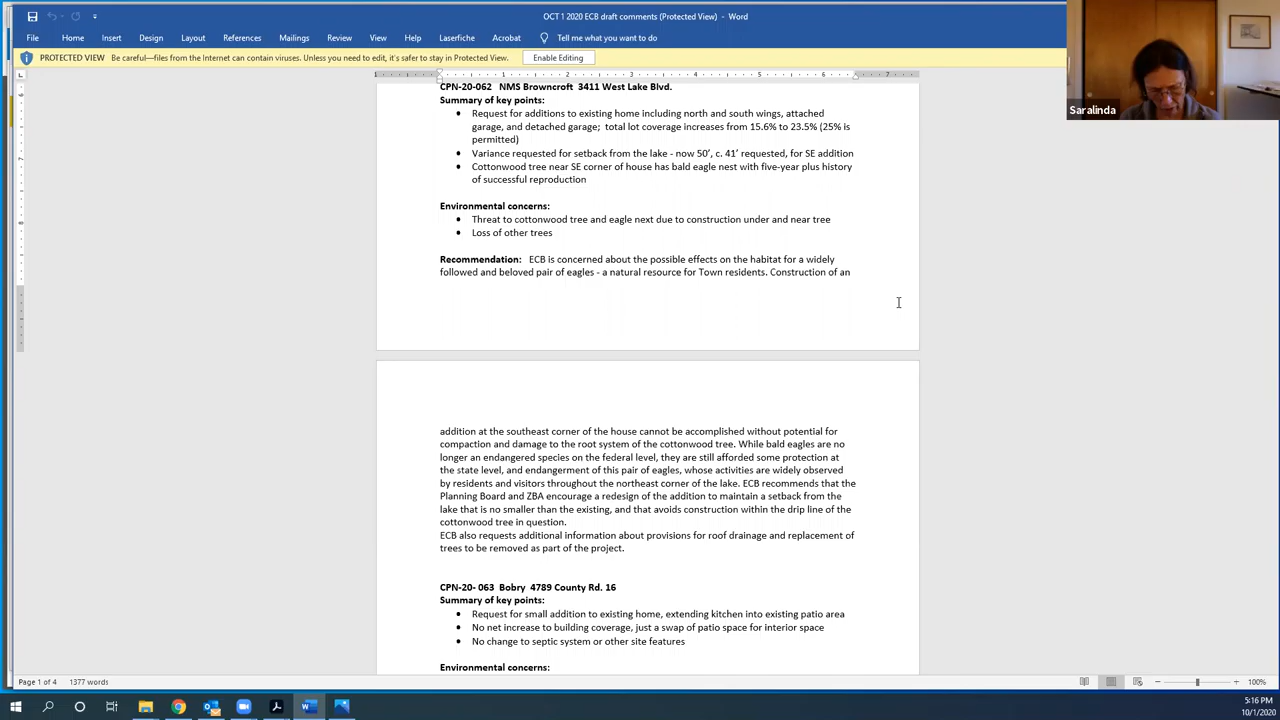 OCT 1 2020 ECB draft comments (Protected View) - Word
File Home Insert Design Layout References Mailings Review View Help Laserfiche Acrobat Tell me what you want to do
PROTECTED VIEW Be careful—files from the Internet can contain viruses. Unless you need to edit, it's safer to stay in Protected View. Enable Editing
Saralinda
CPN-20-062 NMS Browncroft 3411 West Lake Blvd.
Summary of key points:
• Request for additions to existing home including north and south wings, attached
garage, and detached garage; total lot coverage increases from 15.6% to 23.5% (25% is
permitted)
• Variance requested for setback from the lake - now 50’, c. 41’ requested, for SE addition
• Cottonwood tree near SE corner of house has bald eagle nest with five-year plus history
of successful reproduction
Environmental concerns:
• Threat to cottonwood tree and eagle next due to construction under and near tree
• Loss of other trees
Recommendation: ECB is concerned about the possible effects on the habitat for a widely
followed and beloved pair of eagles - a natural resource for Town residents. Construction of an
addition at the southeast corner of the house cannot be accomplished without potential for
compaction and damage to the root system of the cottonwood tree. While bald eagles are no
longer an endangered species on the federal level, they are still afforded some protection at
the state level, and endangerment of this pair of eagles, whose activities are widely observed
by residents and visitors throughout the northeast corner of the lake. ECB recommends that the
Planning Board and ZBA encourage a redesign of the addition to maintain a setback from the
lake that is no smaller than the existing, and that avoids construction within the drip line of the
cottonwood tree in question.
ECB also requests additional information about provisions for roof drainage and replacement of
trees to be removed as part of the project.
CPN-20- 063 Bobry 4789 County Rd. 16
Summary of key points:
• Request for small addition to existing home, extending kitchen into existing patio area
• No net increase to building coverage, just a swap of patio space for interior space
• No change to septic system or other site features
Environmental concerns:
Page 1 of 4 1377 words
100%
5:16 PM
10/1/2020